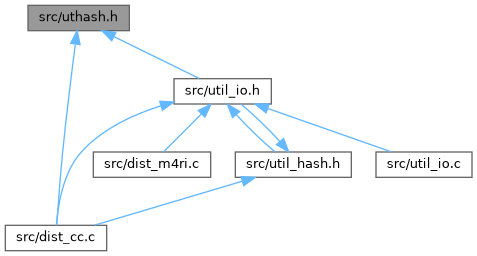 src/uthash.h
src/util_io.h
src/dist_m4ri.c
src/util_hash.h
src/util_io.c
src/dist_cc.c